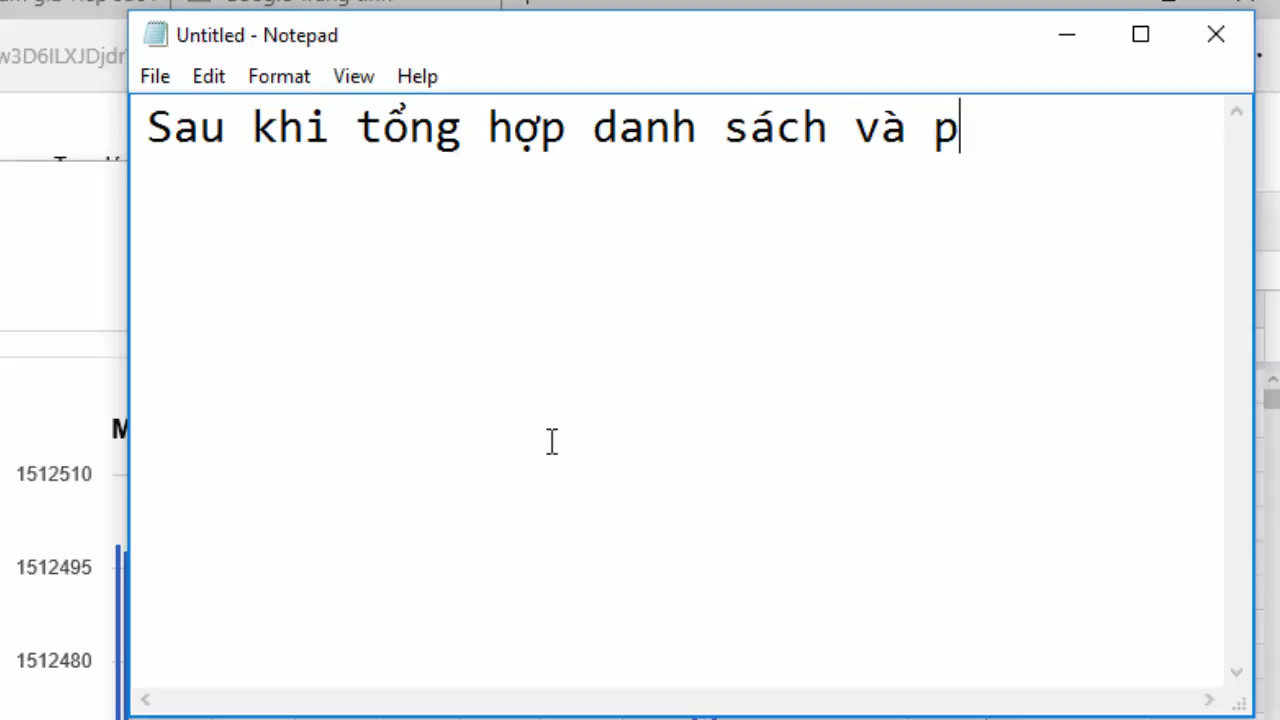 Untitled - Notepad
File Edit Format View Help
Sau khi tổng hợp danh sách và p
1512510
1512495
1512480